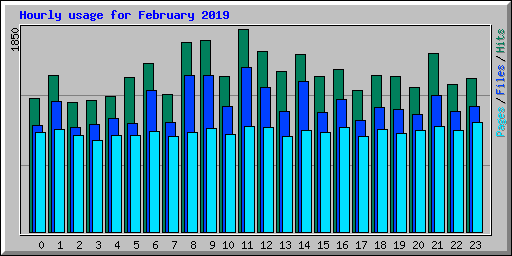 Hourly usage for February 2019
1850
Pages/Files/Hits
0 1 2 3 4 5 6 7 8 9 10 11 12 13 14 15 16 17 18 19 20 21 22 23